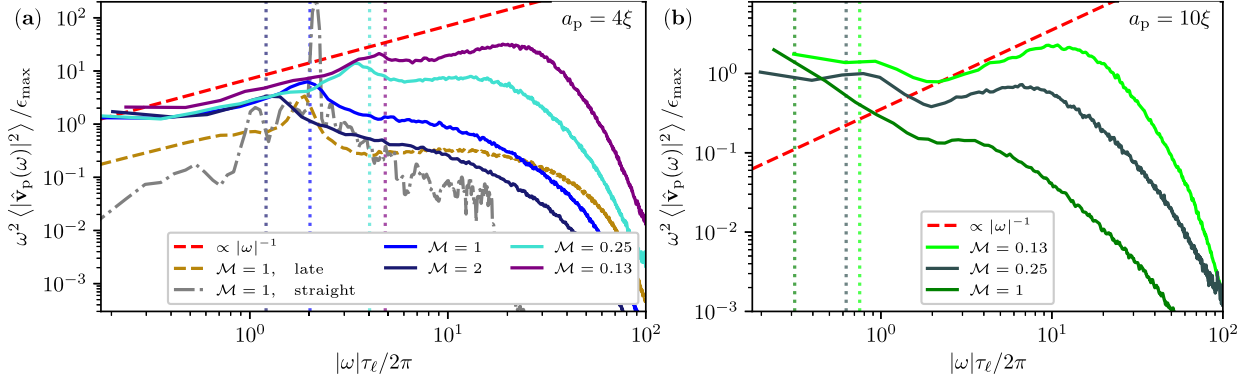 (a)
a_p = 4ξ
10^2
10^1
10^0
10^{-1}
10^{-2}
10^{-3}
ω^2 ⟨|v̂_p(ω)|^2⟩ /ϵ_max
∝ |ω|^{-1}
M = 1, late
M = 1, straight
M = 1
M = 2
M = 0.25
M = 0.13
10^0
10^1
10^2
|ω|τ_ℓ/2π
(b)
a_p = 10ξ
10^0
10^{-1}
10^{-2}
10^{-3}
ω^2 ⟨|v̂_p(ω)|^2⟩ /ϵ_max
∝ |ω|^{-1}
M = 0.13
M = 0.25
M = 1
10^0
10^1
10^2
|ω|τ_ℓ/2π